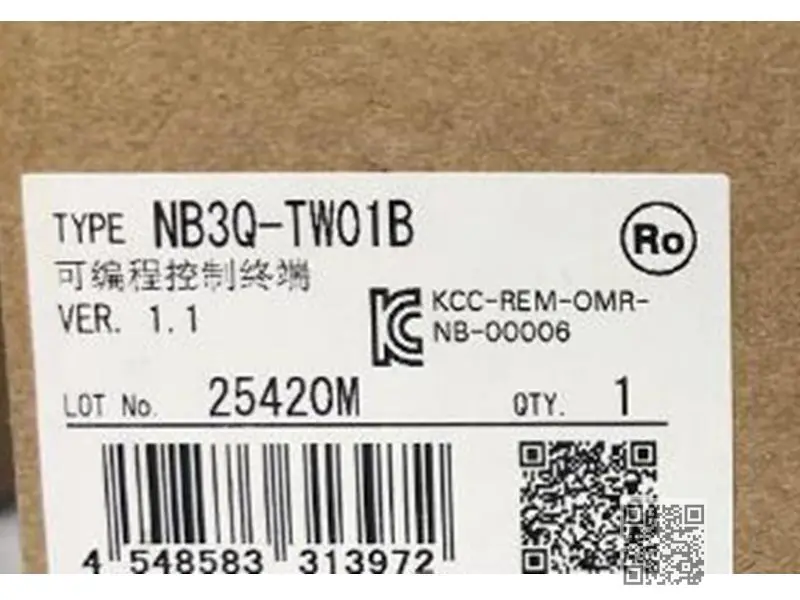 TYPE NB3Q-TW01B
Ro
可编程控制终端
VER. 1.1
KCC-REM-OMR-
NB-00006
LOT No. 25420M QTY. 1
4 548583 313972